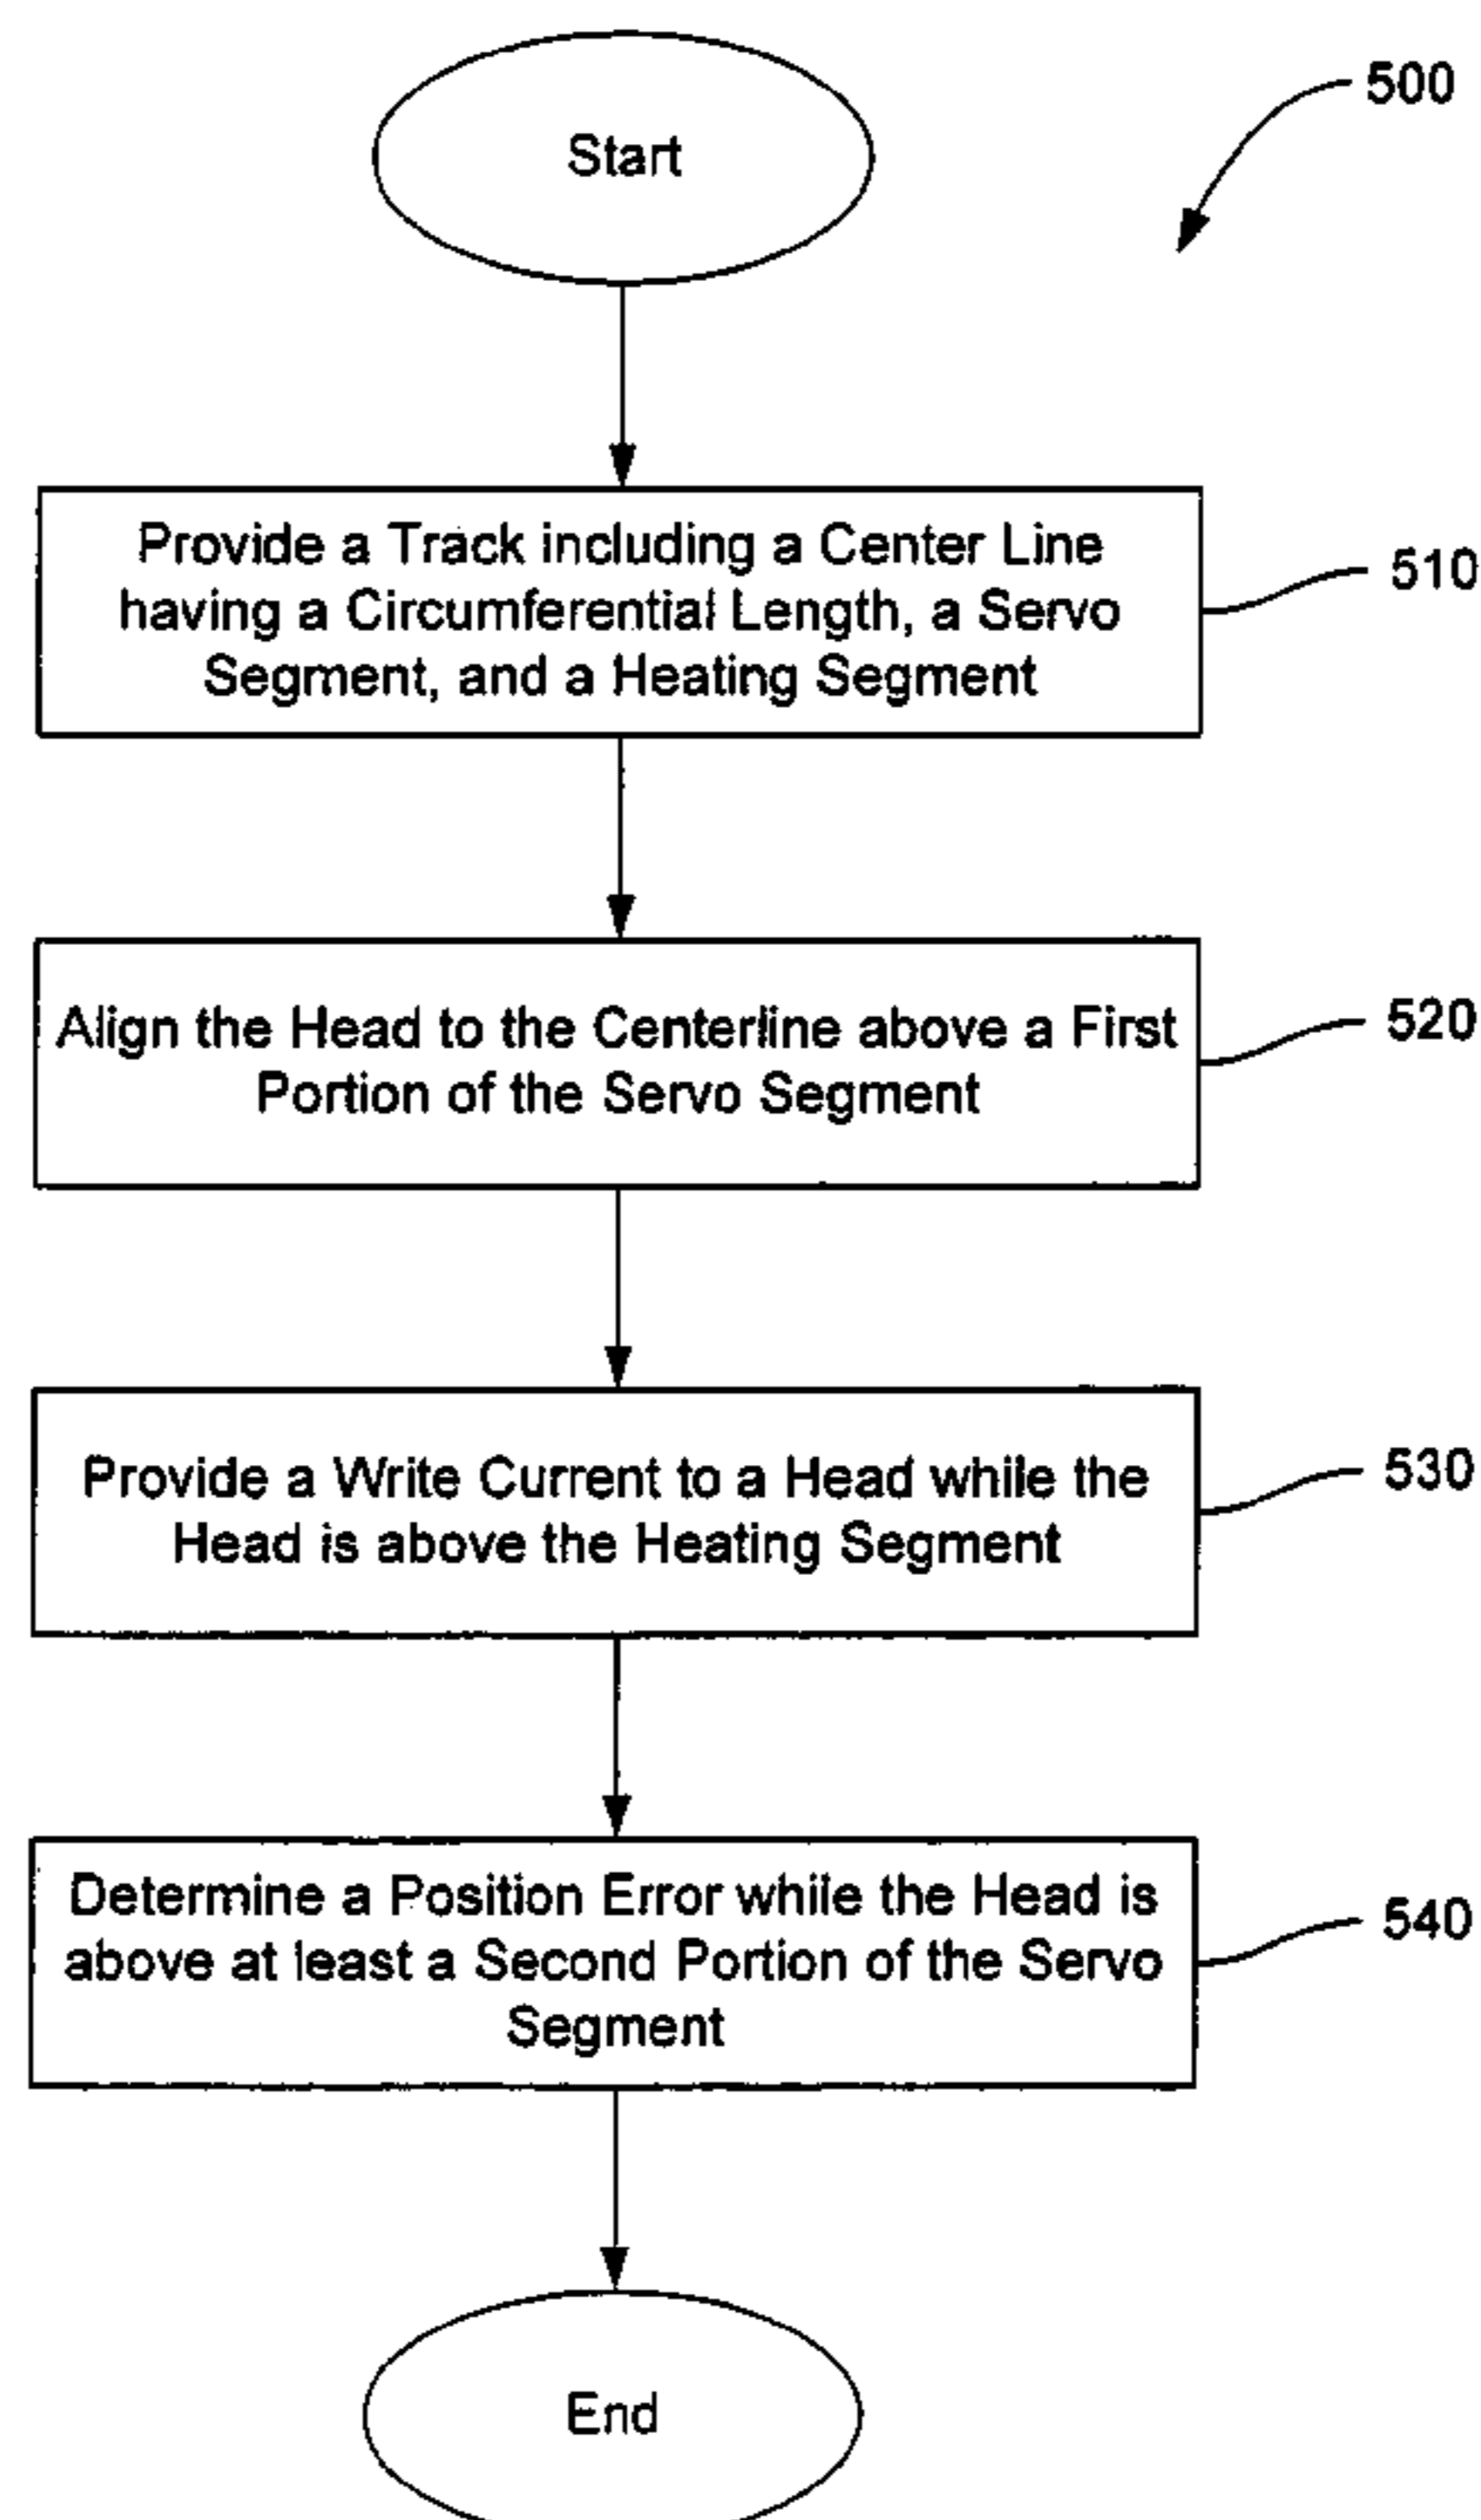 Start
500
Provide a Track including a Center Line
having a Circumferential Length, a Servo
Segment, and a Heating Segment
510
Align the Head to the Centerline above a First
Portion of the Servo Segment
520
Provide a Write Current to a Head while the
Head is above the Heating Segment
530
Determine a Position Error while the Head is
above at least a Second Portion of the Servo
Segment
540
End